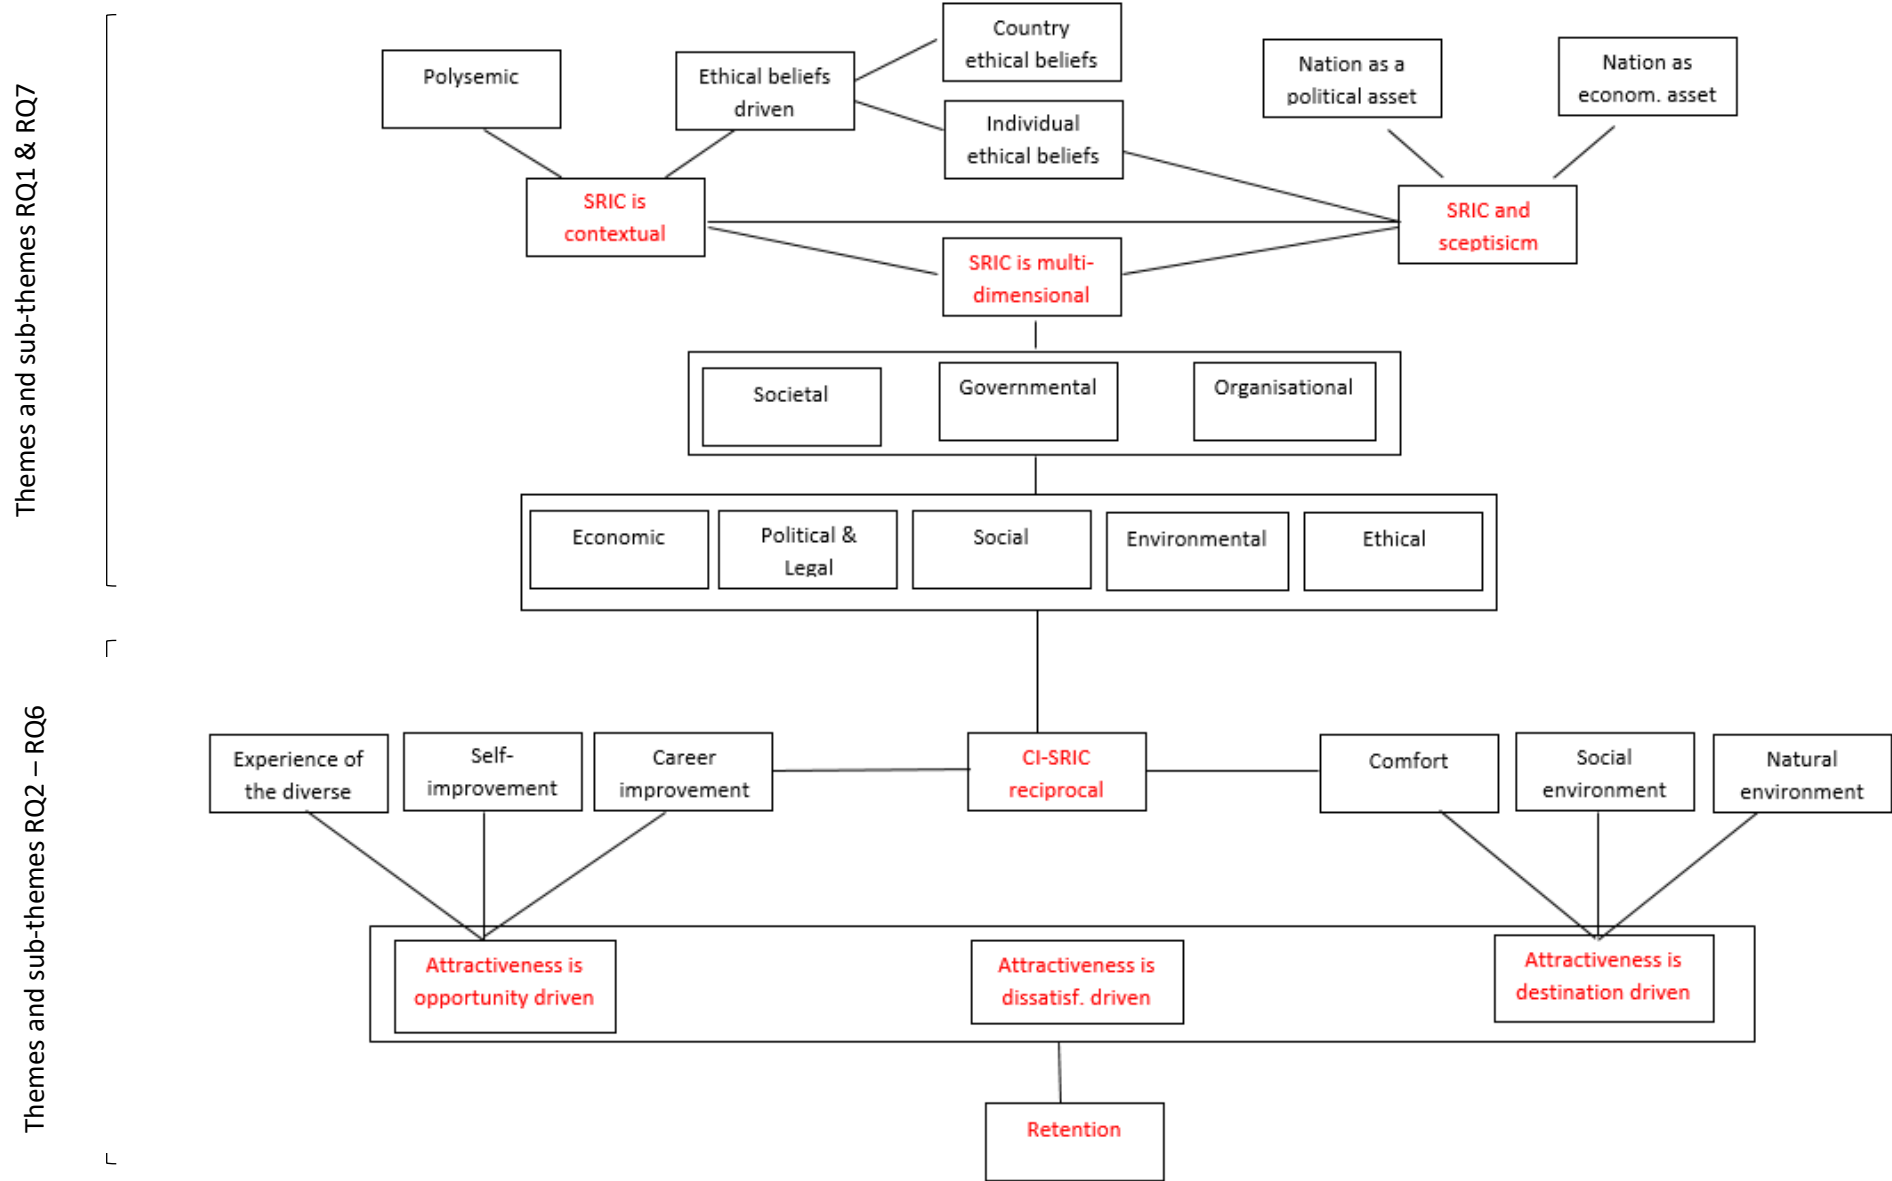 Themes and sub-themes RQ1 & RQ7
Polysemic
Ethical beliefs
driven
Country
ethical beliefs
Individual
ethical beliefs
Nation as a
political asset
Nation as
econom. asset
SRIC is
contextual
SRIC and
sceptisicm
SRIC is multi-
dimensional
Societal
Governmental
Organisational
Economic
Political &
Legal
Social
Environmental
Ethical
Themes and sub-themes RQ2 – RQ6
Experience of
the diverse
Self-
improvement
Career
improvement
CI-SRIC
reciprocal
Comfort
Social
environment
Natural
environment
Attractiveness is
opportunity driven
Attractiveness is
dissatisf. driven
Attractiveness is
destination driven
Retention